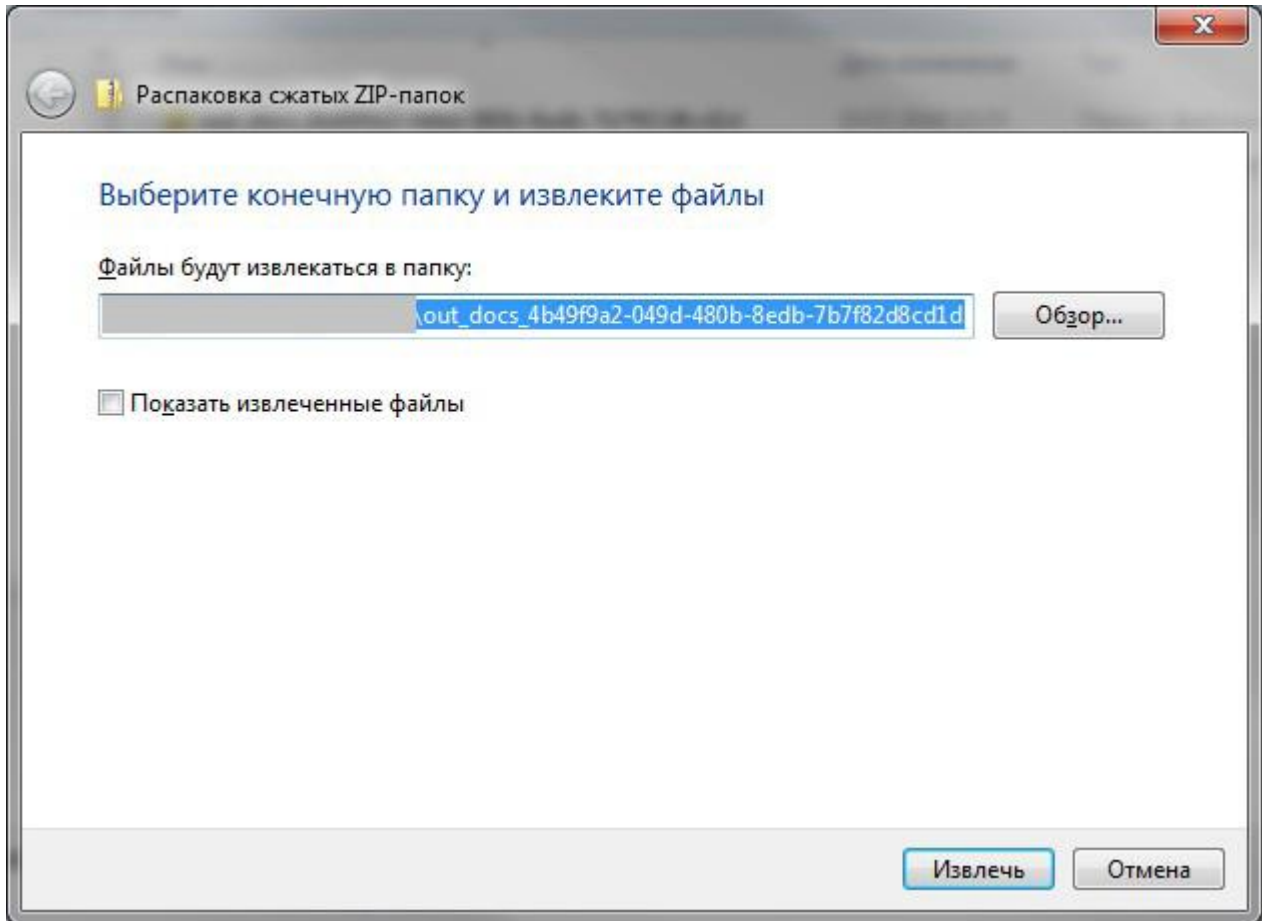 Распаковка сжатых ZIP-папок
Выберите конечную папку и извлеките файлы
Файлы будут извлекаться в папку:
\out_docs_4b49f9a2-049d-480b-8edb-7b7f82d8cd1d
Обзор...
Показать извлеченные файлы
Извлечь
Отмена